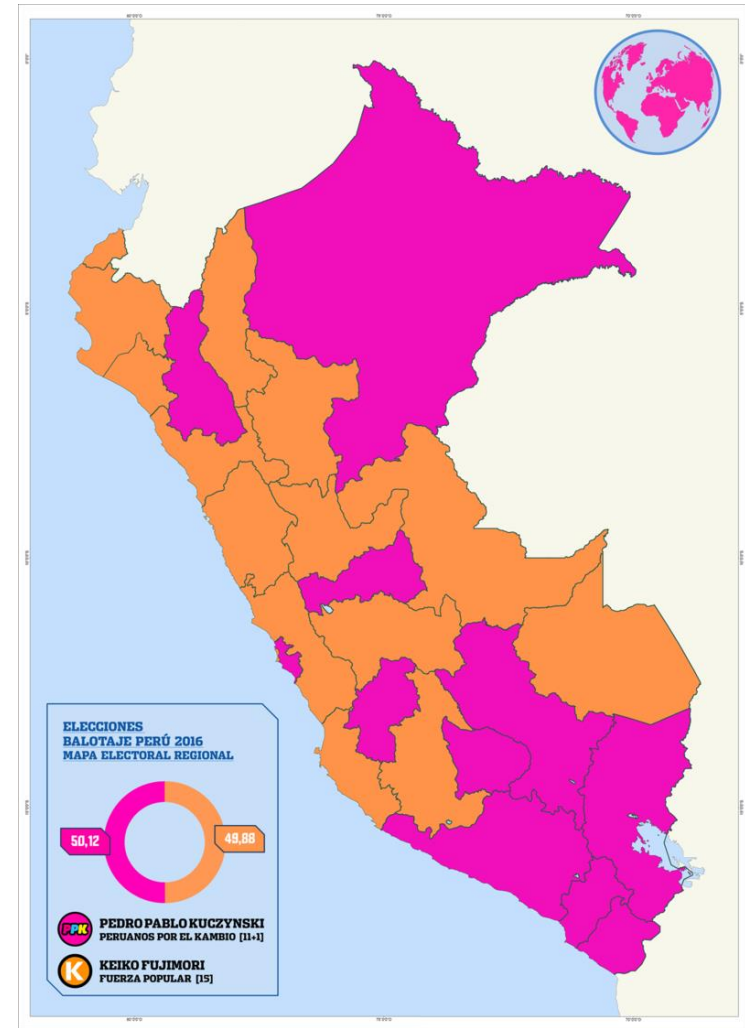 ELECCIONES
BALOTAJE PERÚ 2016
MAPA ELECTORAL REGIONAL
50,12
49,88
PPK
PEDRO PABLO KUCZYNSKI
PERUANOS POR EL KAMBIO [11+1]
K
KEIKO FUJIMORI
FUERZA POPULAR [15]